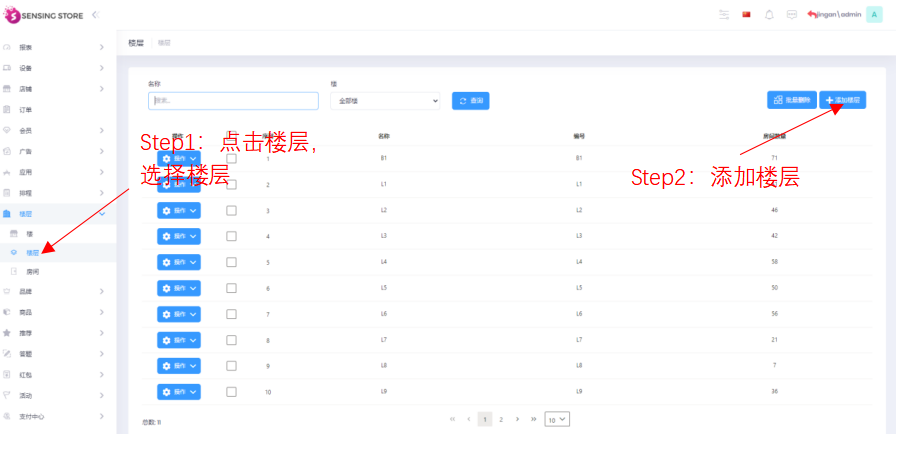 SENSING STORE
jingan\admin
A
报表
设备
店铺
订单
会员
广告
应用
排程
楼层
楼
楼层
房间
品牌
商品
推荐
答题
红包
活动
支付中心
楼层 楼层
名称 楼
搜索... 全部楼 查询 批量删除 添加楼层
Step1：点击楼层，
选择楼层
Step2：添加楼层
操作 名称 编号 房间数量
操作 1 B1 B1 71
操作 2 L1 L1
操作 3 L2 L2 46
操作 4 L3 L3 42
操作 5 L4 L4 58
操作 6 L5 L5 50
操作 7 L6 L6 56
操作 8 L7 L7 21
操作 9 L8 L8 7
操作 10 L9 L9 36
总数: 11 1 2 10